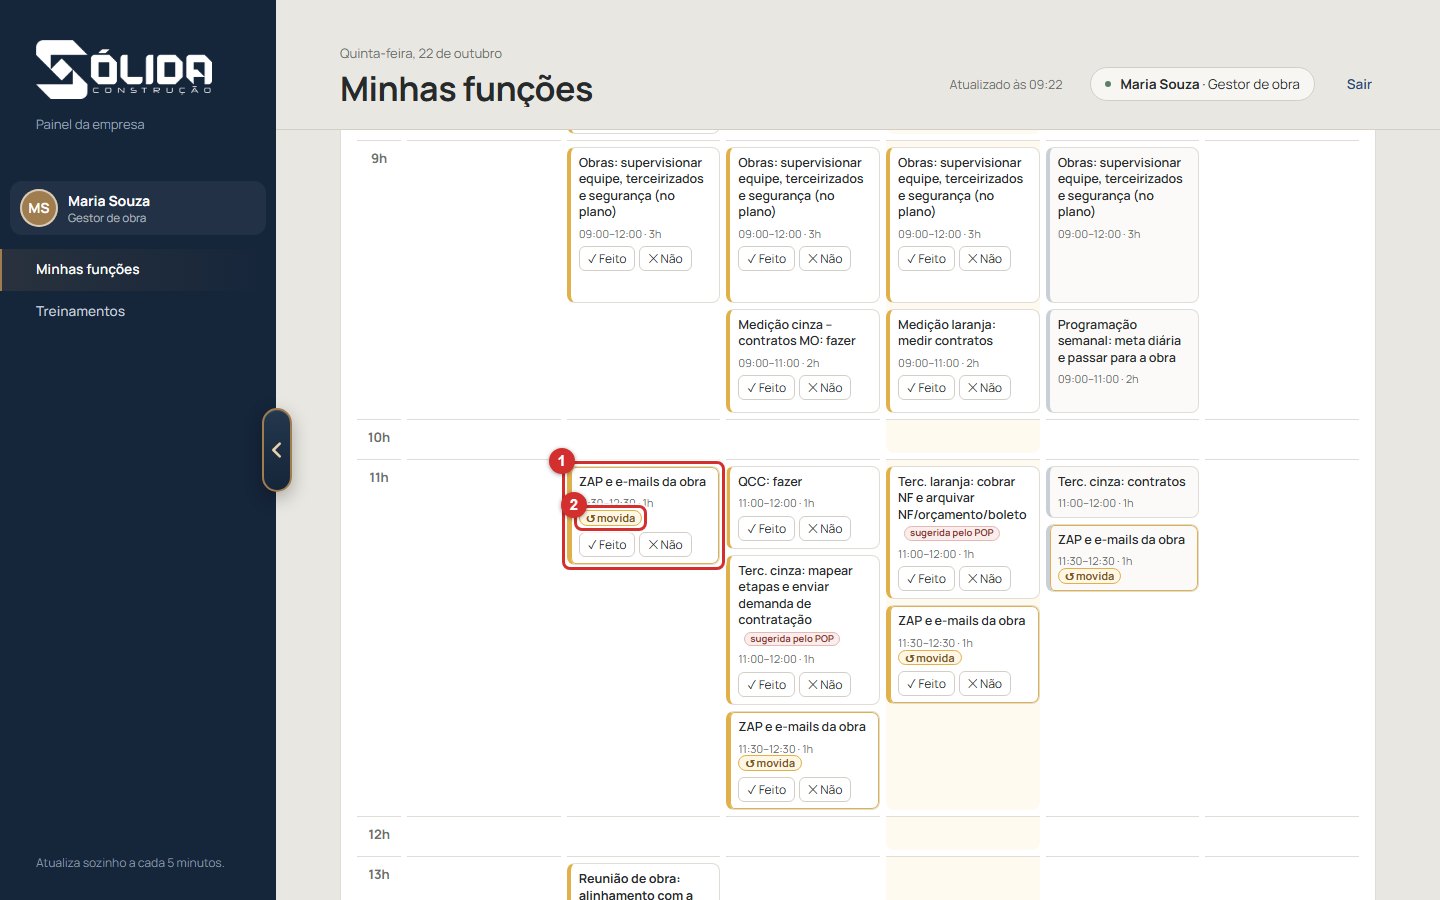 SÓLIDA
CONSTRUÇÃO
Painel da empresa
MS
Maria Souza
Gestor de obra
Minhas funções
Treinamentos
Atualiza sozinho a cada 5 minutos.
Quinta-feira, 22 de outubro
Minhas funções
Atualizado às 09:22
Maria Souza · Gestor de obra
Sair
9h
Obras: supervisionar
equipe, terceirizados
e segurança (no
plano)
09:00–12:00 · 3h
✓ Feito
✕ Não
Obras: supervisionar
equipe, terceirizados
e segurança (no
plano)
09:00–12:00 · 3h
✓ Feito
✕ Não
Obras: supervisionar
equipe, terceirizados
e segurança (no
plano)
09:00–12:00 · 3h
✓ Feito
✕ Não
Obras: supervisionar
equipe, terceirizados
e segurança (no
plano)
09:00–12:00 · 3h
Medição cinza –
contratos MO: fazer
09:00–11:00 · 2h
✓ Feito
✕ Não
Medição laranja:
medir contratos
09:00–11:00 · 2h
✓ Feito
✕ Não
Programação
semanal: meta diária
e passar para a obra
09:00–11:00 · 2h
10h
11h
1
ZAP e e-mails da obra
2
:30–12:30 · 1h
↺ movida
✓ Feito
✕ Não
QCC: fazer
11:00–12:00 · 1h
✓ Feito
✕ Não
Terc. cinza: mapear
etapas e enviar
demanda de
contratação
sugerida pelo POP
11:00–12:00 · 1h
✓ Feito
✕ Não
ZAP e e-mails da obra
11:30–12:30 · 1h
↺ movida
✓ Feito
✕ Não
Terc. laranja: cobrar
NF e arquivar
NF/orçamento/boleto
sugerida pelo POP
11:00–12:00 · 1h
✓ Feito
✕ Não
ZAP e e-mails da obra
11:30–12:30 · 1h
↺ movida
✓ Feito
✕ Não
Terc. cinza: contratos
11:00–12:00 · 1h
ZAP e e-mails da obra
11:30–12:30 · 1h
↺ movida
12h
13h
Reunião de obra:
alinhamento com a